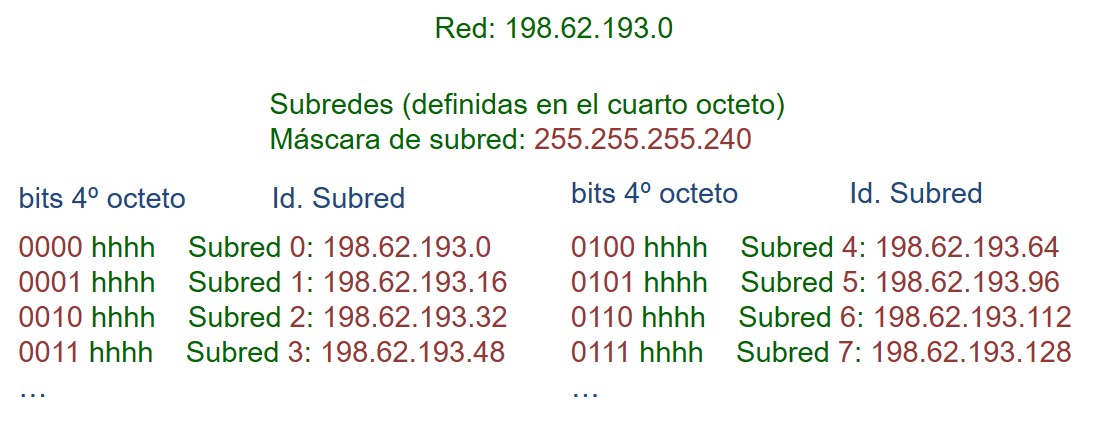 Red: 198.62.193.0
Subredes (definidas en el cuarto octeto)
Máscara de subred: 255.255.255.240
bits 4º octeto Id. Subred
0000 hhhh Subred 0: 198.62.193.0
0001 hhhh Subred 1: 198.62.193.16
0010 hhhh Subred 2: 198.62.193.32
0011 hhhh Subred 3: 198.62.193.48
...
bits 4º octeto Id. Subred
0100 hhhh Subred 4: 198.62.193.64
0101 hhhh Subred 5: 198.62.193.96
0110 hhhh Subred 6: 198.62.193.112
0111 hhhh Subred 7: 198.62.193.128
...